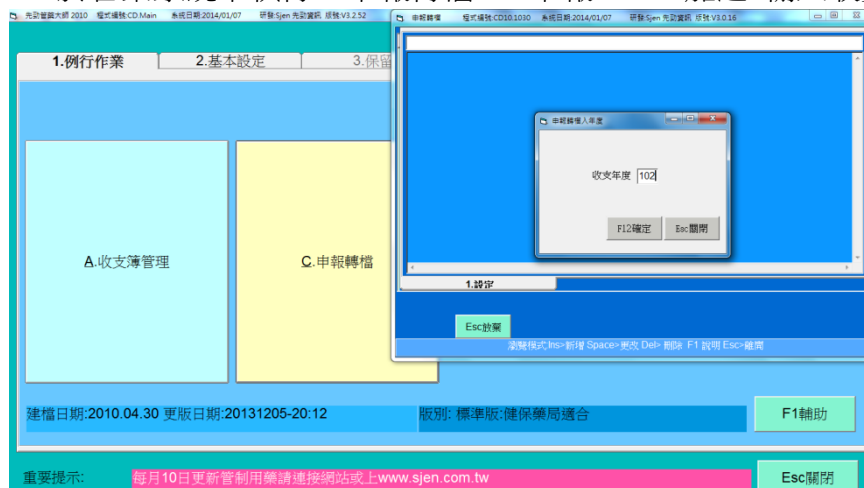 先勁營藥大師 2010 程式編號:CD.Main 系統日期:2014/01/07 研發:Sjen 先勁資訊 版號:V3.2.52
申報轉檔 程式編號:CD10.1030 系統日期:2014/01/07 研發:Sjen 先勁資訊 版號:V3.0.16
1.例行作業
2.基本設定
3.保留
申報轉檔入年度
收支年度 102
F12確定
Esc關閉
A.收支簿管理
C.申報轉檔
1.設定
Esc放棄
瀏覽模式:Ins>新增 Space>更改 Del> 刪除 F1 說明 Esc>離開
建檔日期:2010.04.30 更版日期:20131205-20:12
版別: 標準版:健保藥局適合
F1輔助
重要提示:
每月10日更新管制用藥請連接網站或上www.sjen.com.tw
Esc關閉